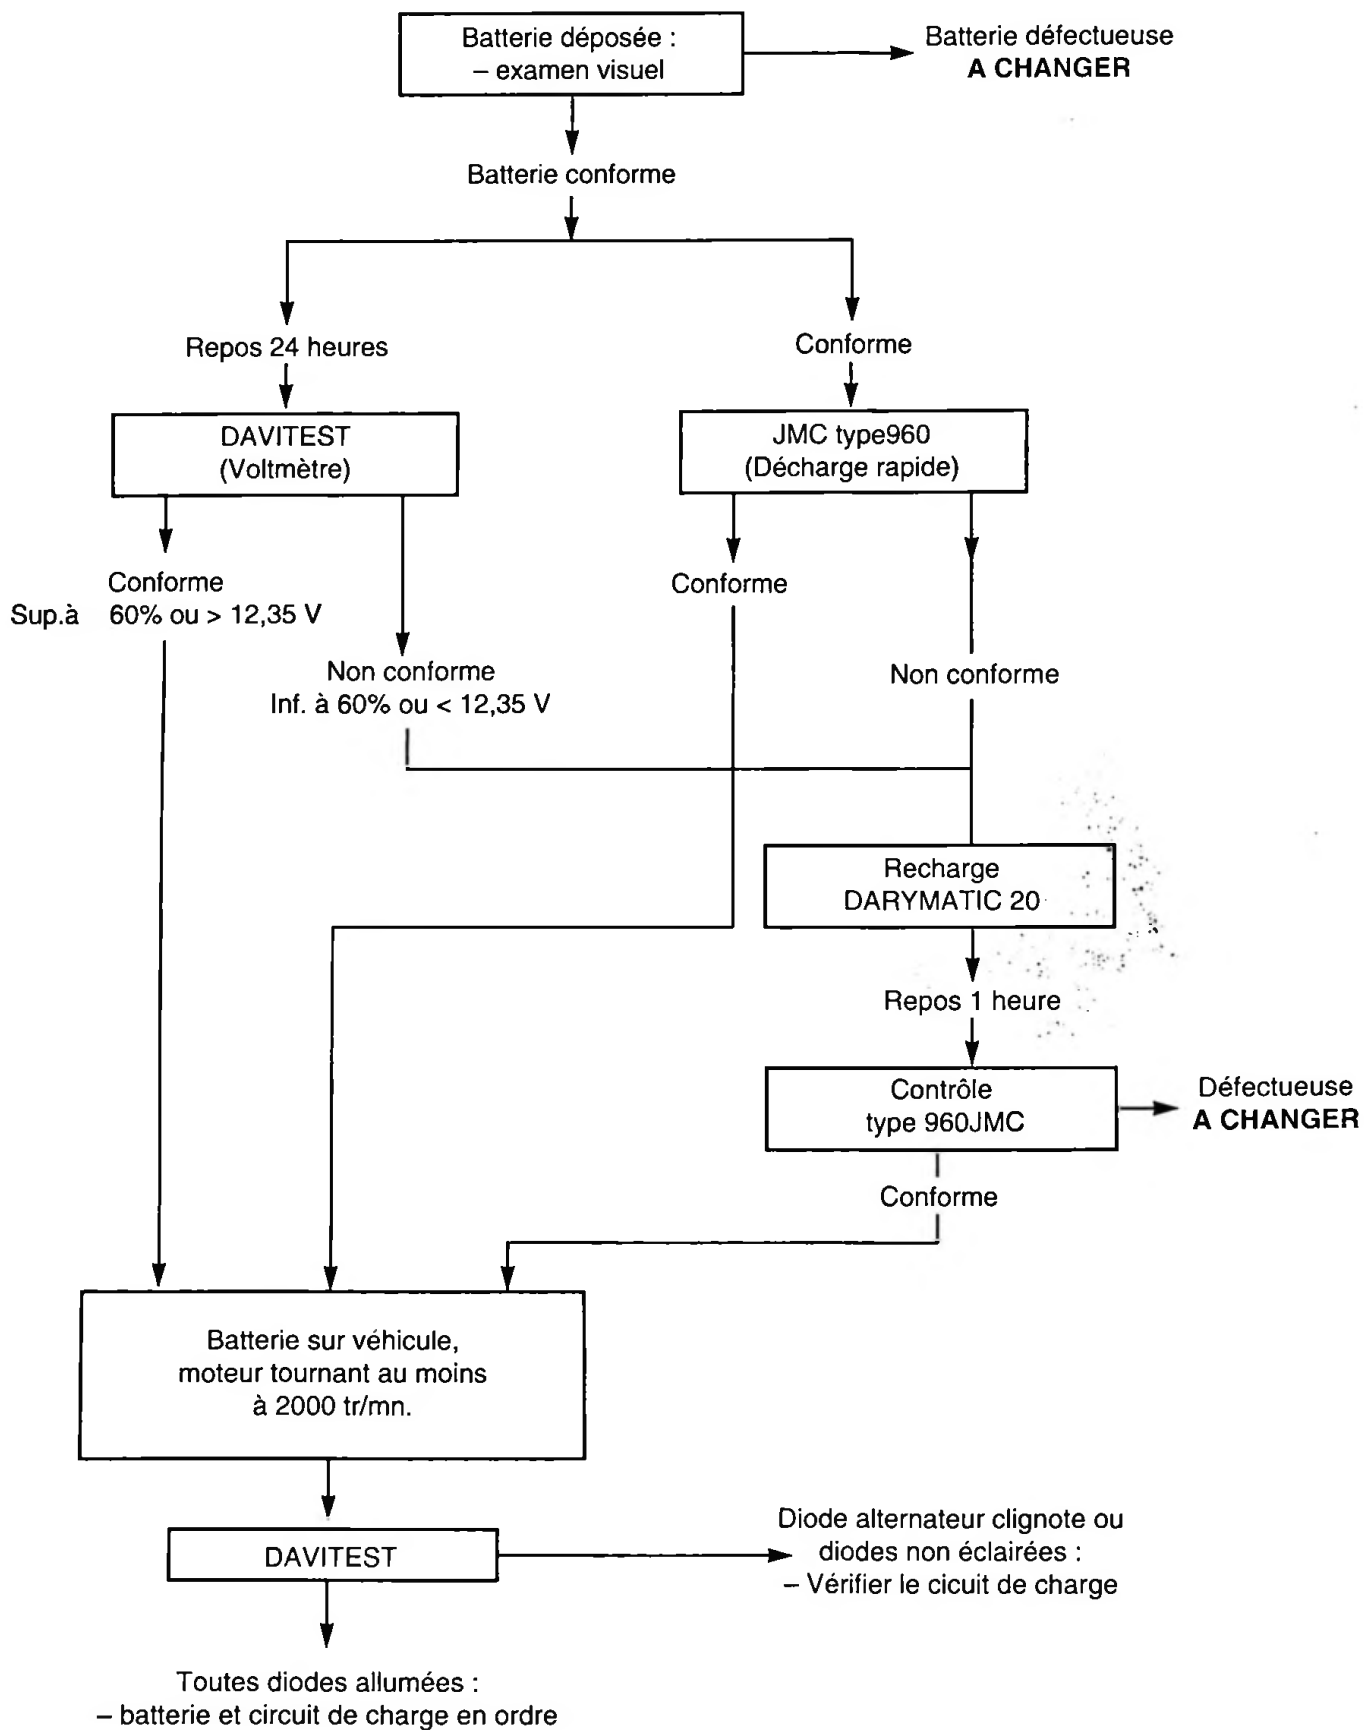 Batterie déposée :
– examen visuel
Batterie défectueuse
A CHANGER
Batterie conforme
Repos 24 heures
Conforme
DAVITEST
(Voltmètre)
JMC type960
(Décharge rapide)
Conforme
Sup.à 60% ou > 12,35 V
Conforme
Non conforme
Inf. à 60% ou < 12,35 V
Non conforme
Recharge
DARYMATIC 20
Repos 1 heure
Contrôle
type 960JMC
Défectueuse
A CHANGER
Conforme
Batterie sur véhicule,
moteur tournant au moins
à 2000 tr/mn.
DAVITEST
Diode alternateur clignote ou
diodes non éclairées :
– Vérifier le cicuit de charge
Toutes diodes allumées :
– batterie et circuit de charge en ordre